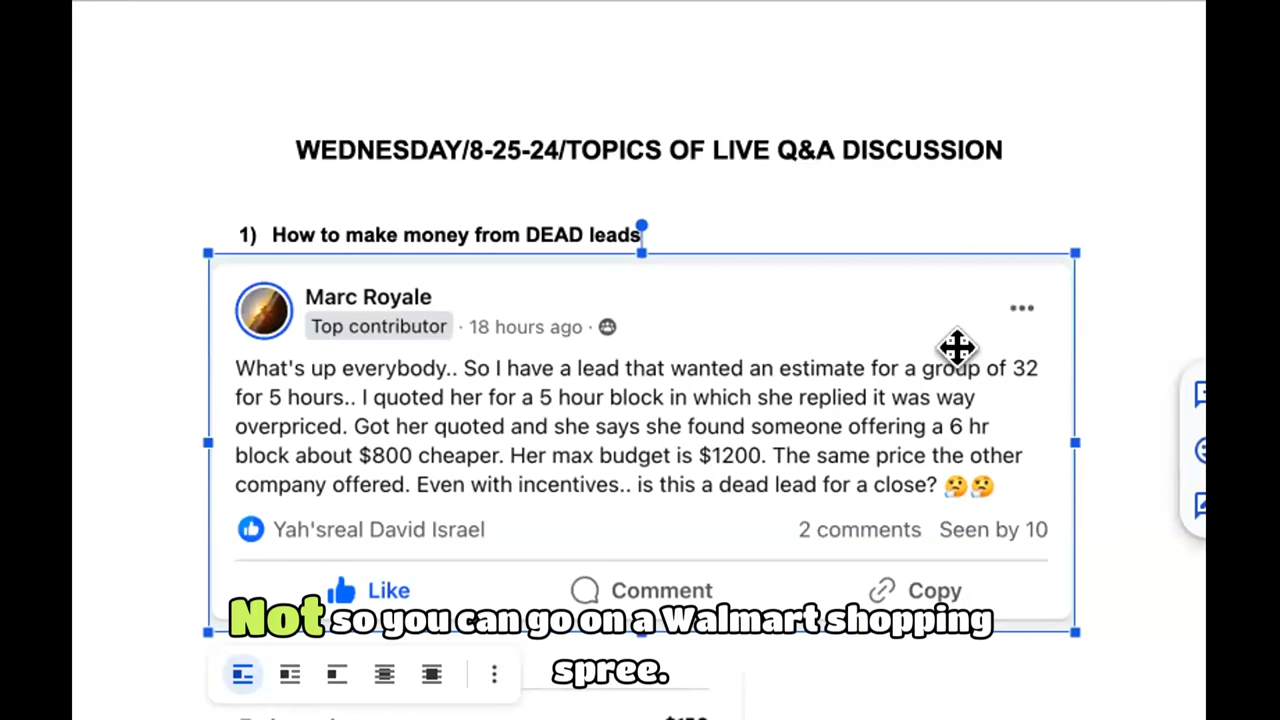 WEDNESDAY/8-25-24/TOPICS OF LIVE Q&A DISCUSSION
1) How to make money from DEAD leads
Marc Royale
Top contributor · 18 hours ago ·
What's up everybody.. So I have a lead that wanted an estimate for a group of 32
for 5 hours.. I quoted her for a 5 hour block in which she replied it was way
overpriced. Got her quoted and she says she found someone offering a 6 hr
block about $800 cheaper. Her max budget is $1200. The same price the other
company offered. Even with incentives.. is this a dead lead for a close? 🤔🤔
Yah'sreal David Israel 2 comments Seen by 10
Like Comment Copy
Not so you can go on a Walmart shopping
spree.